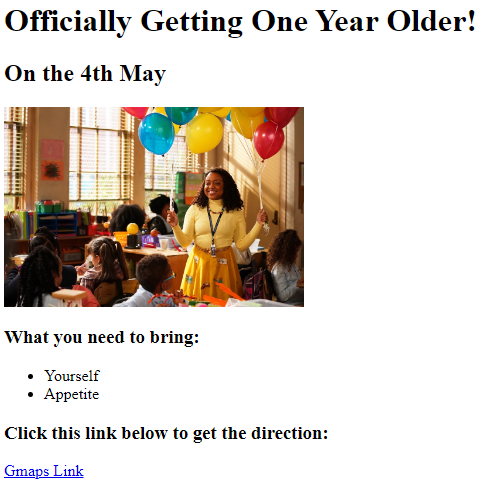 Officially Getting One Year Older!
On the 4th May
What you need to bring:
Yourself
Appetite
Click this link below to get the direction:
Gmaps Link